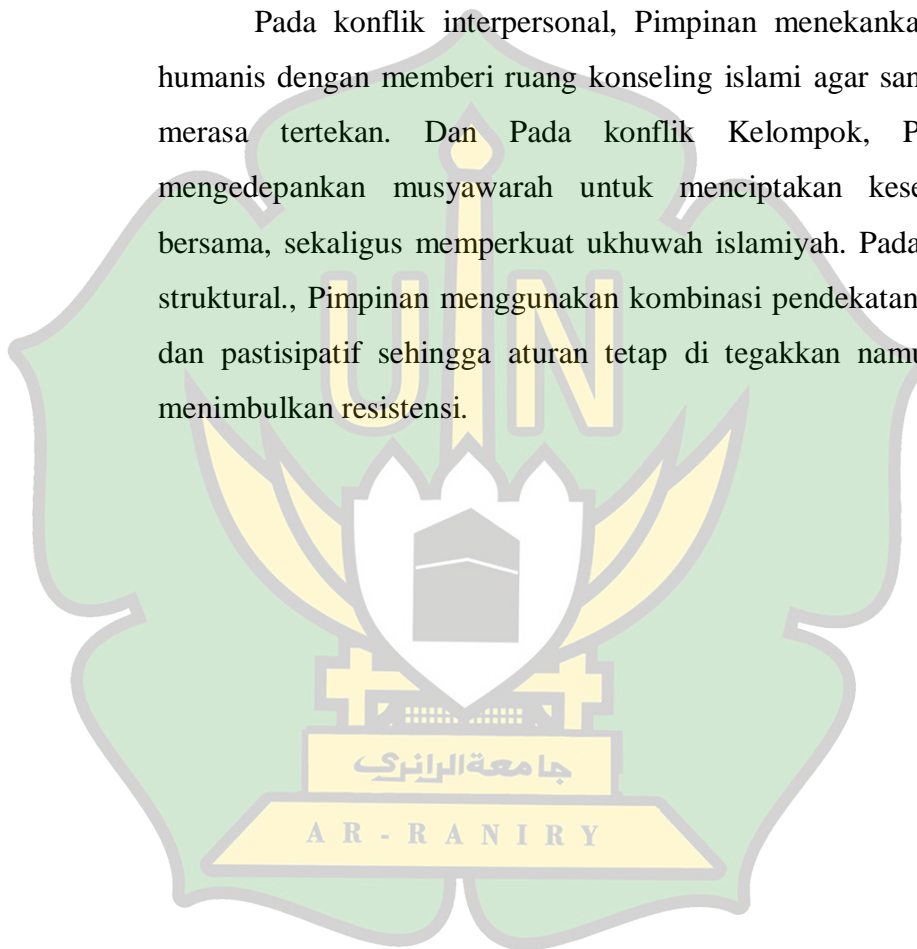 Pada konflik interpersonal, Pimpinan menekanka
humanis dengan memberi ruang konseling islami agar san
merasa tertekan. Dan Pada konflik Kelompok, P
mengedepankan musyawarah untuk menciptakan kese
bersama, sekaligus memperkuat ukhuwah islamiyah. Pada
struktural., Pimpinan menggunakan kombinasi pendekatan
dan pastisipatif sehingga aturan tetap di tegakkan namu
menimbulkan resistensi.
UIN
جامعة الرانري
AR-RANIRY